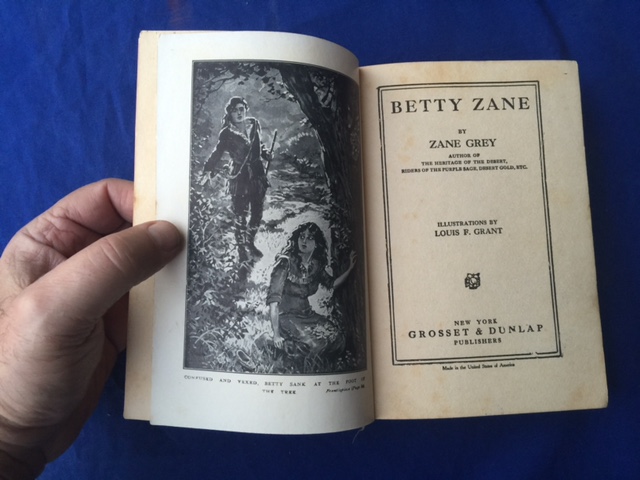 CONFUSED AND VEXED, BETTY SANK AT THE FOOT OF
THE TREE Frontispiece (Page
BETTY ZANE
BY
ZANE GREY
AUTHOR OF
THE HERITAGE OF THE DESERT,
RIDERS OF THE PURPLE SAGE, DESERT GOLD, ETC.
ILLUSTRATIONS BY
LOUIS F. GRANT
NEW YORK
GROSSET & DUNLAP
PUBLISHERS
Made in the United States of America